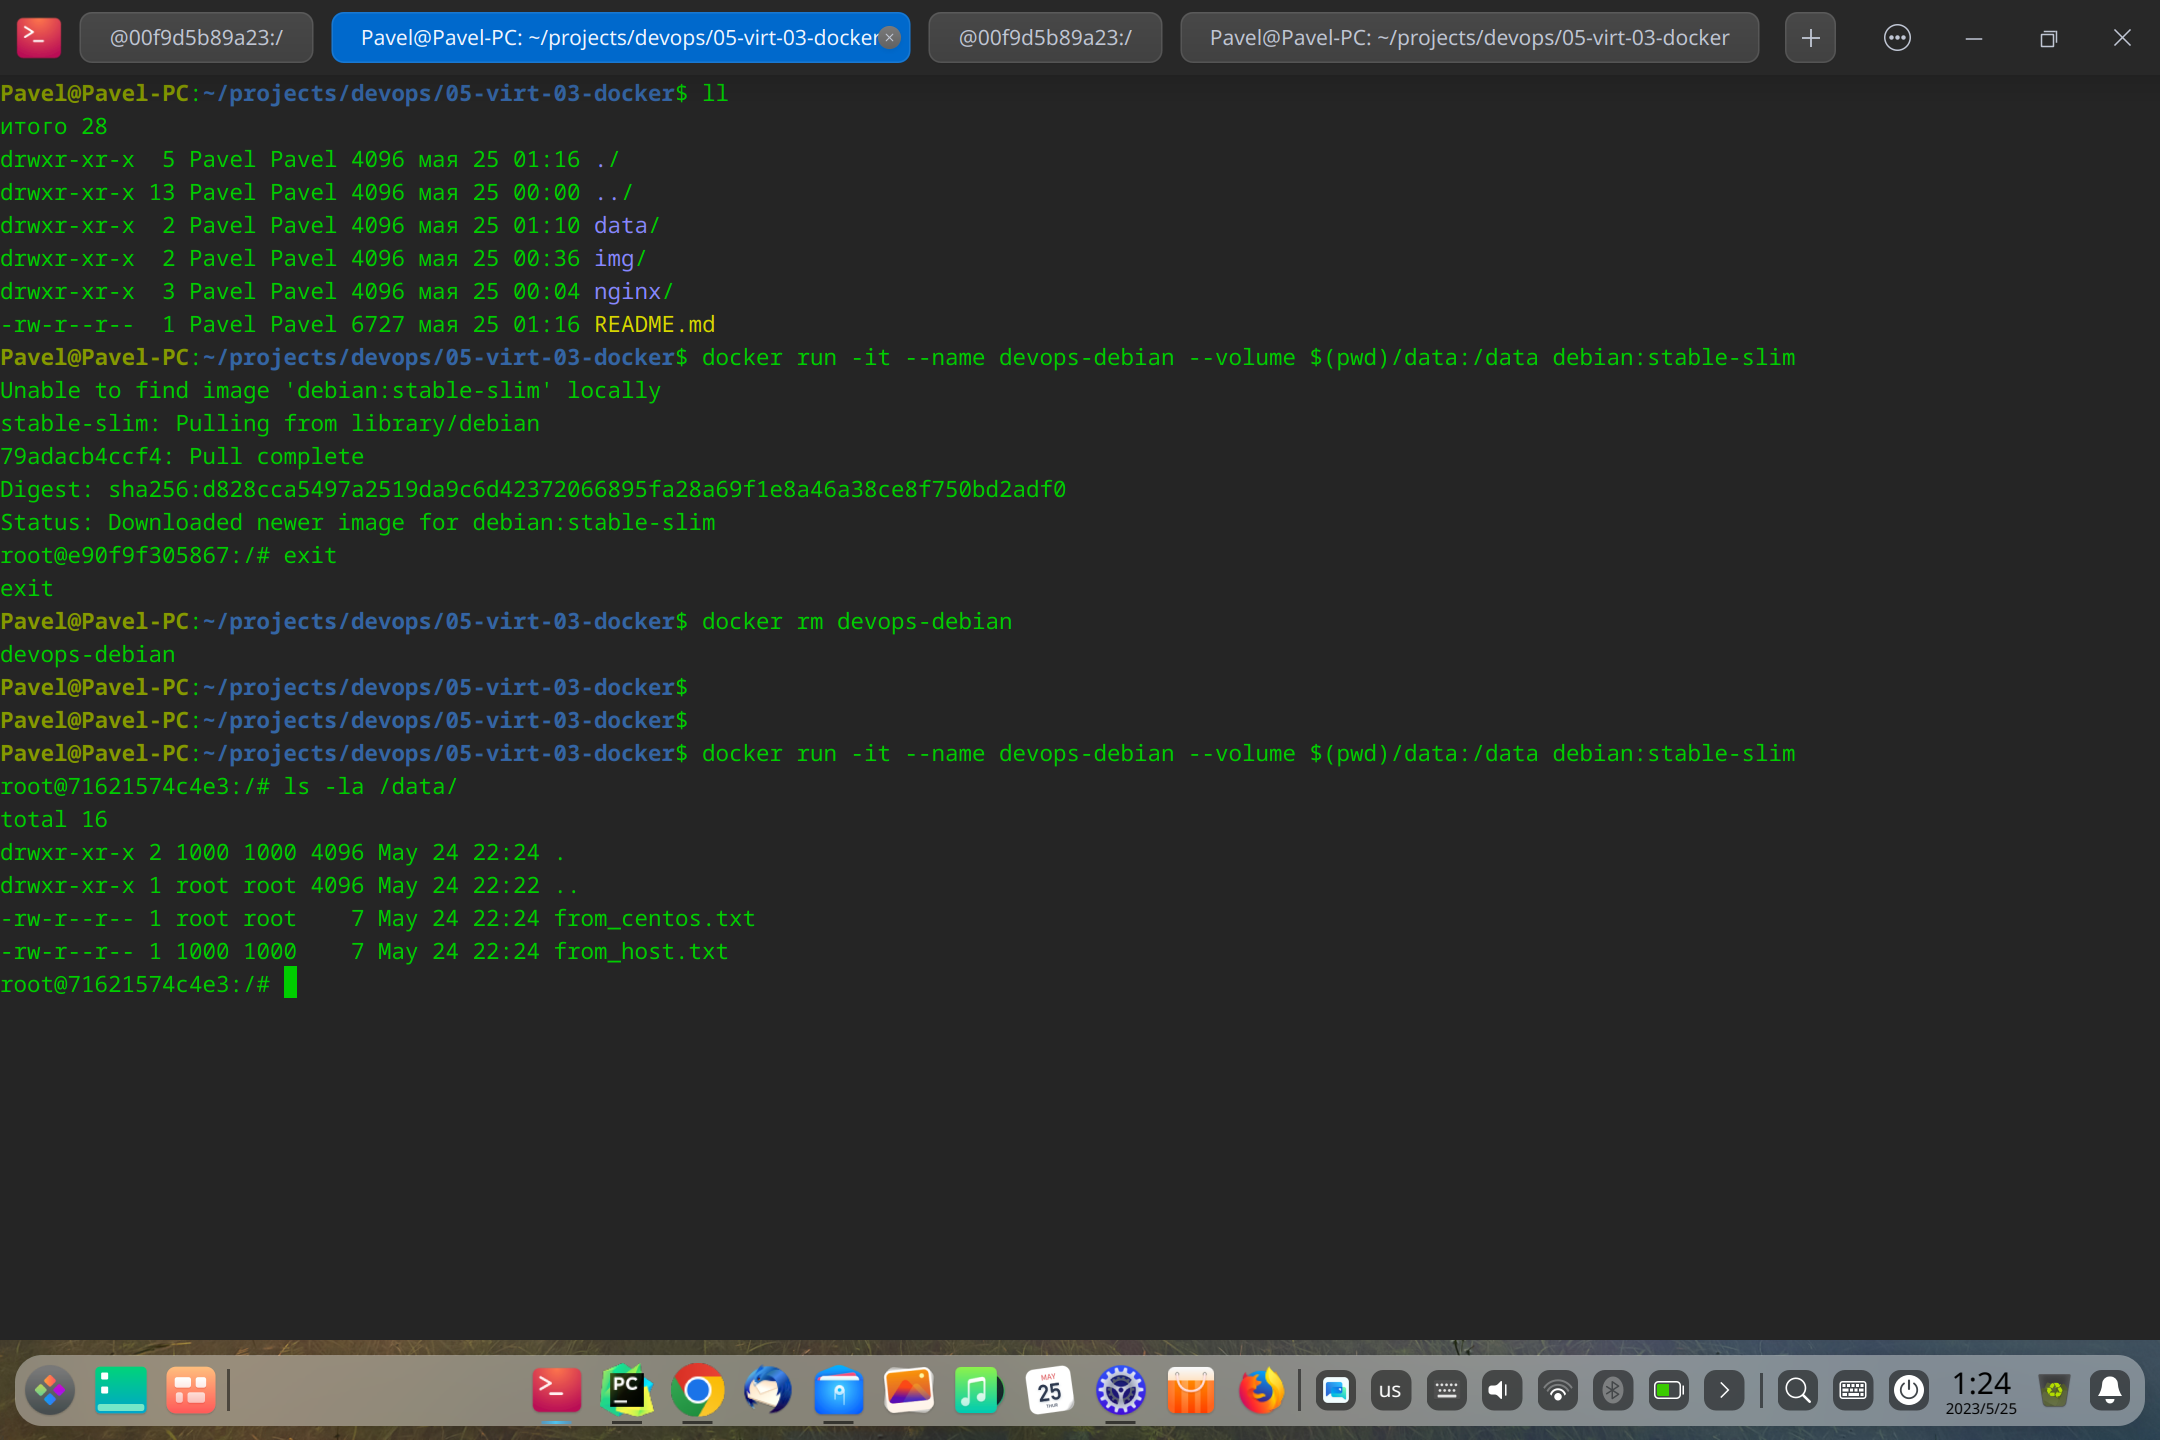 @00f9d5b89a23:/
Pavel@Pavel-PC: ~/projects/devops/05-virt-03-docker
@00f9d5b89a23:/
Pavel@Pavel-PC: ~/projects/devops/05-virt-03-docker
Pavel@Pavel-PC:~/projects/devops/05-virt-03-docker$ ll
итого 28
drwxr-xr-x  5 Pavel Pavel 4096 мая 25 01:16 ./
drwxr-xr-x 13 Pavel Pavel 4096 мая 25 00:00 ../
drwxr-xr-x  2 Pavel Pavel 4096 мая 25 01:10 data/
drwxr-xr-x  2 Pavel Pavel 4096 мая 25 00:36 img/
drwxr-xr-x  3 Pavel Pavel 4096 мая 25 00:04 nginx/
-rw-r--r--  1 Pavel Pavel 6727 мая 25 01:16 README.md
Pavel@Pavel-PC:~/projects/devops/05-virt-03-docker$ docker run -it --name devops-debian --volume $(pwd)/data:/data debian:stable-slim
Unable to find image 'debian:stable-slim' locally
stable-slim: Pulling from library/debian
79adacb4ccf4: Pull complete
Digest: sha256:d828cca5497a2519da9c6d42372066895fa28a69f1e8a46a38ce8f750bd2adf0
Status: Downloaded newer image for debian:stable-slim
root@e90f9f305867:/# exit
exit
Pavel@Pavel-PC:~/projects/devops/05-virt-03-docker$ docker rm devops-debian
devops-debian
Pavel@Pavel-PC:~/projects/devops/05-virt-03-docker$
Pavel@Pavel-PC:~/projects/devops/05-virt-03-docker$
Pavel@Pavel-PC:~/projects/devops/05-virt-03-docker$ docker run -it --name devops-debian --volume $(pwd)/data:/data debian:stable-slim
root@71621574c4e3:/# ls -la /data/
total 16
drwxr-xr-x 2 1000 1000 4096 May 24 22:24 .
drwxr-xr-x 1 root root 4096 May 24 22:22 ..
-rw-r--r-- 1 root root    7 May 24 22:24 from_centos.txt
-rw-r--r-- 1 1000 1000    7 May 24 22:24 from_host.txt
root@71621574c4e3:/#
PC
MAY
25
THUR
us
1:24
2023/5/25